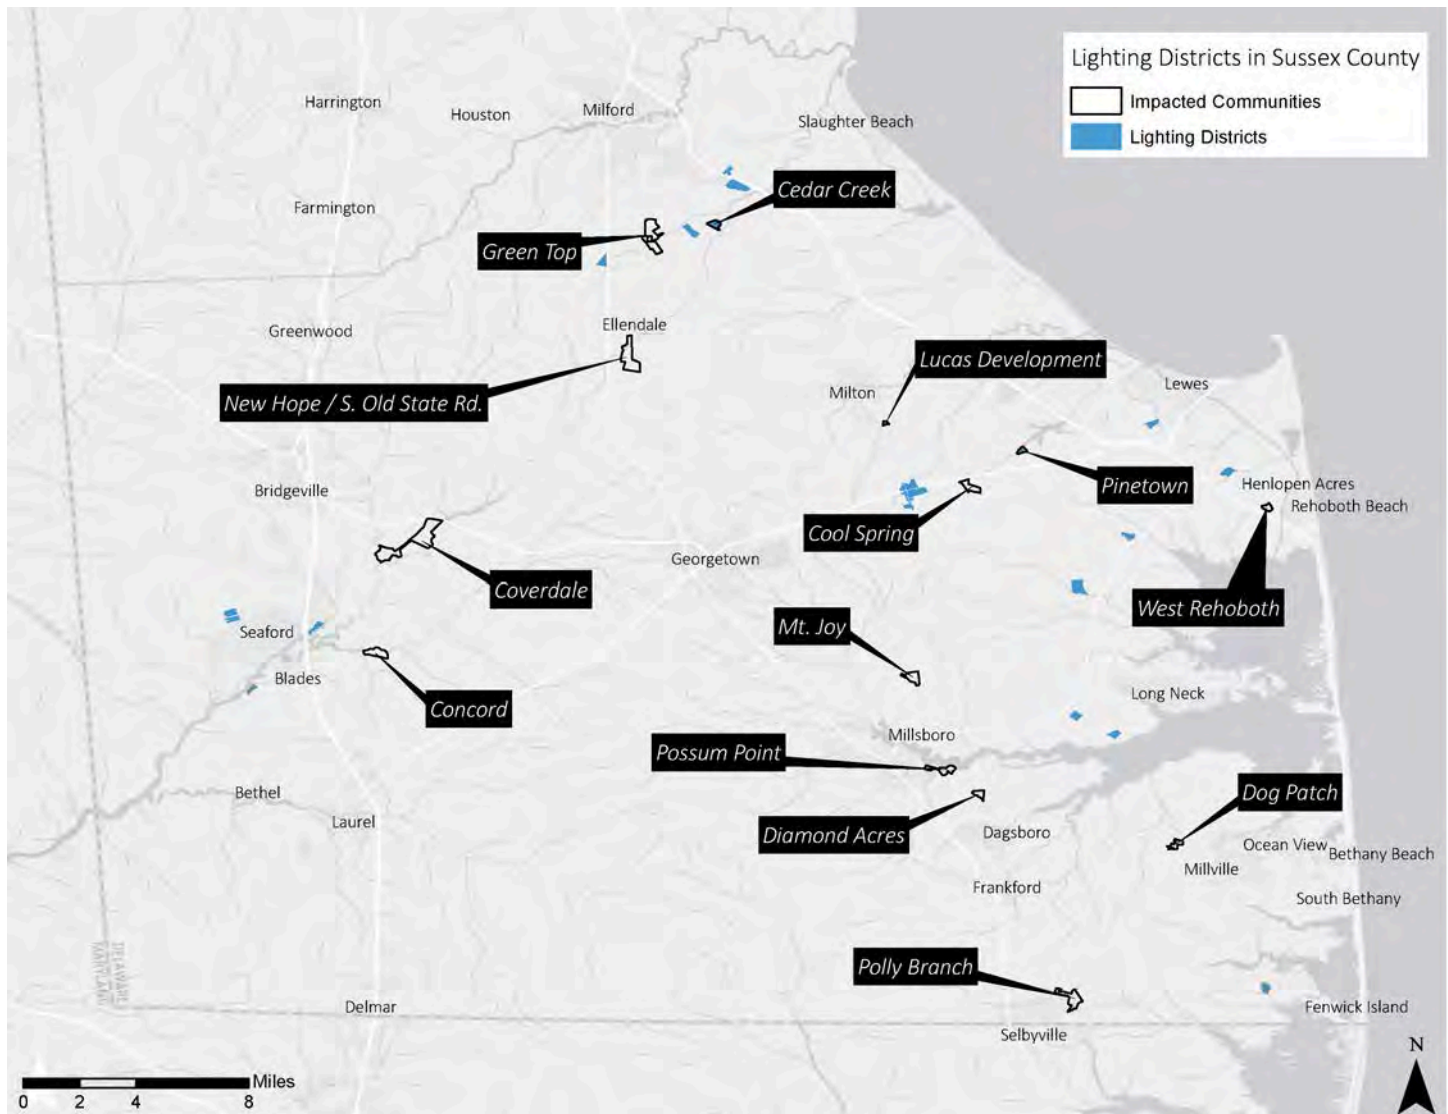 Lighting Districts in Sussex County
Impacted Communities
Lighting Districts
Harrington
Houston
Milford
Slaughter Beach
Cedar Creek
Farmington
Green Top
Greenwood
Ellendale
Lucas Development
Lewes
New Hope / S. Old State Rd.
Milton
Bridgeville
Pinetown
Henlopen Acres
Rehoboth Beach
Cool Spring
Georgetown
Coverdale
West Rehoboth
Mt. Joy
Seaford
Blades
Long Neck
Concord
Millsboro
Possum Point
Bethel
Dog Patch
Laurel
Diamond Acres
Dagsboro
Ocean View
Bethany Beach
Millville
Frankford
South Bethany
Polly Branch
DELAWARE
MARYLAND
Delmar
Fenwick Island
Selbyville
N
Miles
0 2 4 8